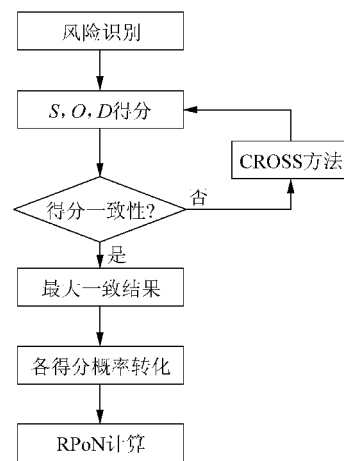 风险识别
S, O, D得分
CROSS方法
得分一致性?
否
是
最大一致结果
各得分概率转化
RPoN计算